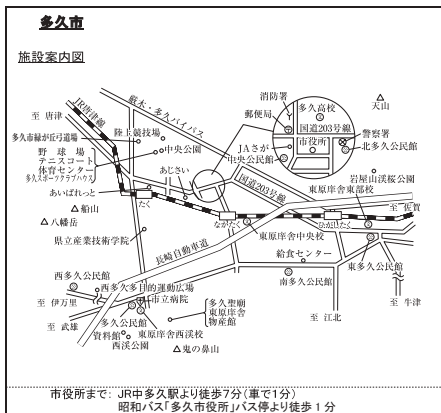 多久市
施設案内図
消防署
郵便局
多久高校
国道203号線
市役所
警察署
北多久公民館
JAさが
中央公民館
天山
厳木・多久バイパス
JR唐津線
至 唐津
多久市緑が丘弓道場
陸上競技場
中央公園
野球場
テニスコート
体育センター
多久スポーツクラブハウス
あじさい
あいぱれっと
たく
国道203号線
岩屋山渓桜公園
東原庠舎東部校
至 佐賀
船山
八幡岳
なかたく
ひがしたく
東原庠舎中央校
県立産業技術学院
長崎自動車道
給食センター
東多久公民館
西多久公民館
西多久多目的運動広場
南多久公民館
至 伊万里
市立病院
多久聖廟
東原庠舎
物産館
至 牛津
至 武雄
多久公民館
資料館
東原庠舎西渓校
西渓公園
鬼の鼻山
至 江北
市役所まで: JR中多久駅より徒歩7分(車で1分)
昭和バス「多久市役所」バス停より徒歩1分